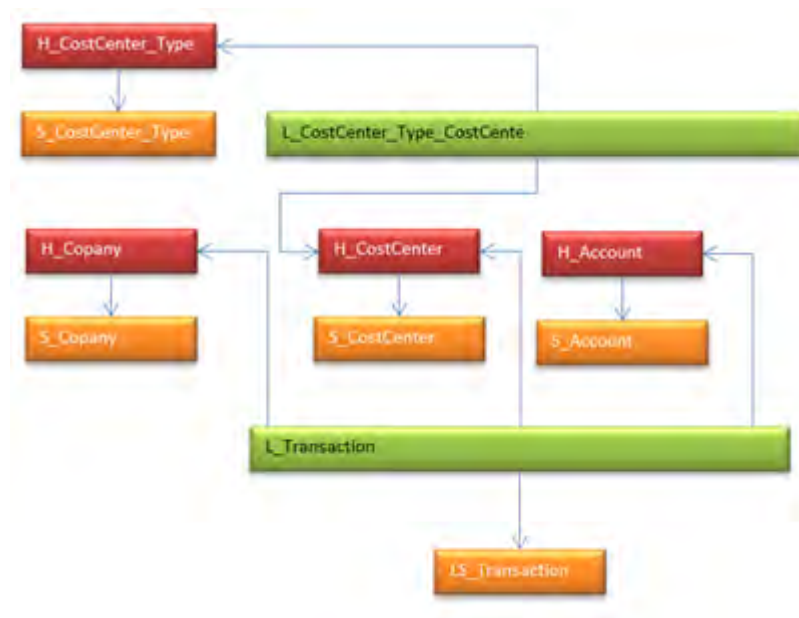 H_CostCenter_Type
S_CostCenter_Type
L_CostCenter_Type_CostCente
H_Copany
H_CostCenter
H_Account
S_Copany
S_CostCenter
S_Account
L_Transaction
LS_Transaction